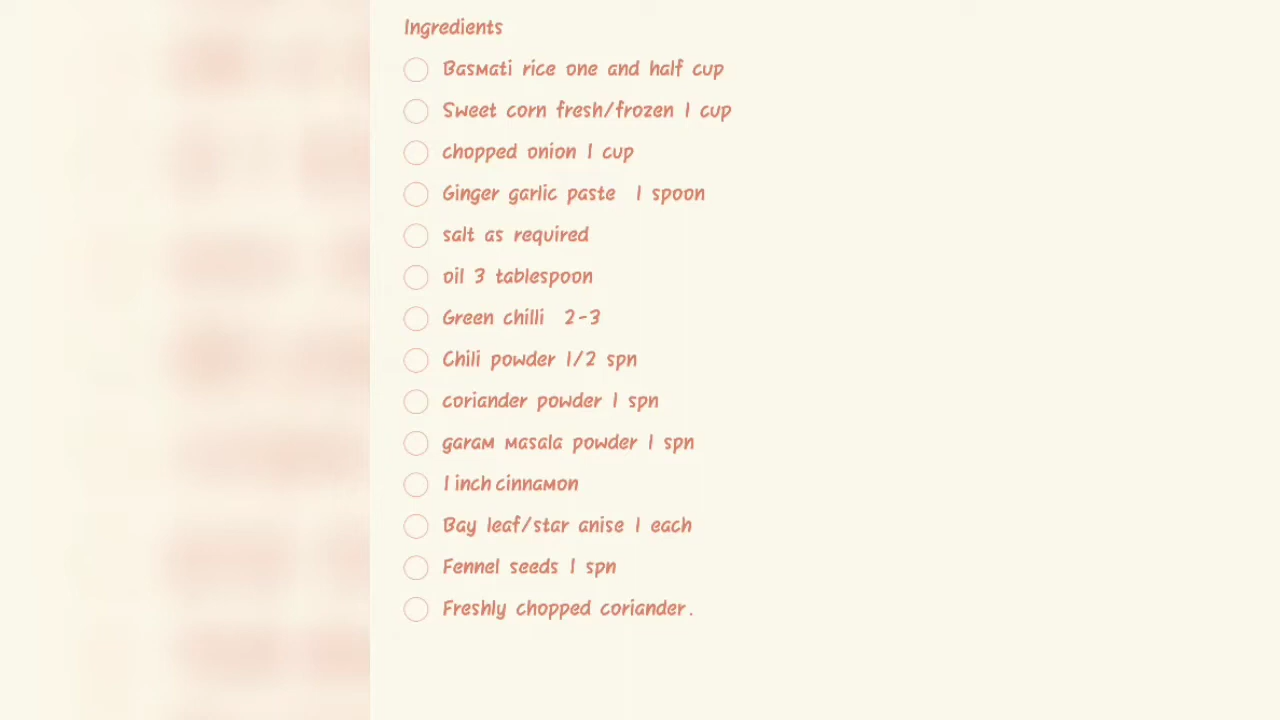 Ingredients
Basmati rice one and half cup
Sweet corn fresh/frozen 1 cup
chopped onion 1 cup
Ginger garlic paste 1 spoon
salt as required
oil 3 tablespoon
Green chilli 2-3
Chili powder 1/2 spn
coriander powder 1 spn
garam masala powder 1 spn
1 inch cinnamon
Bay leaf/star anise 1 each
Fennel seeds 1 spn
Freshly chopped coriander.